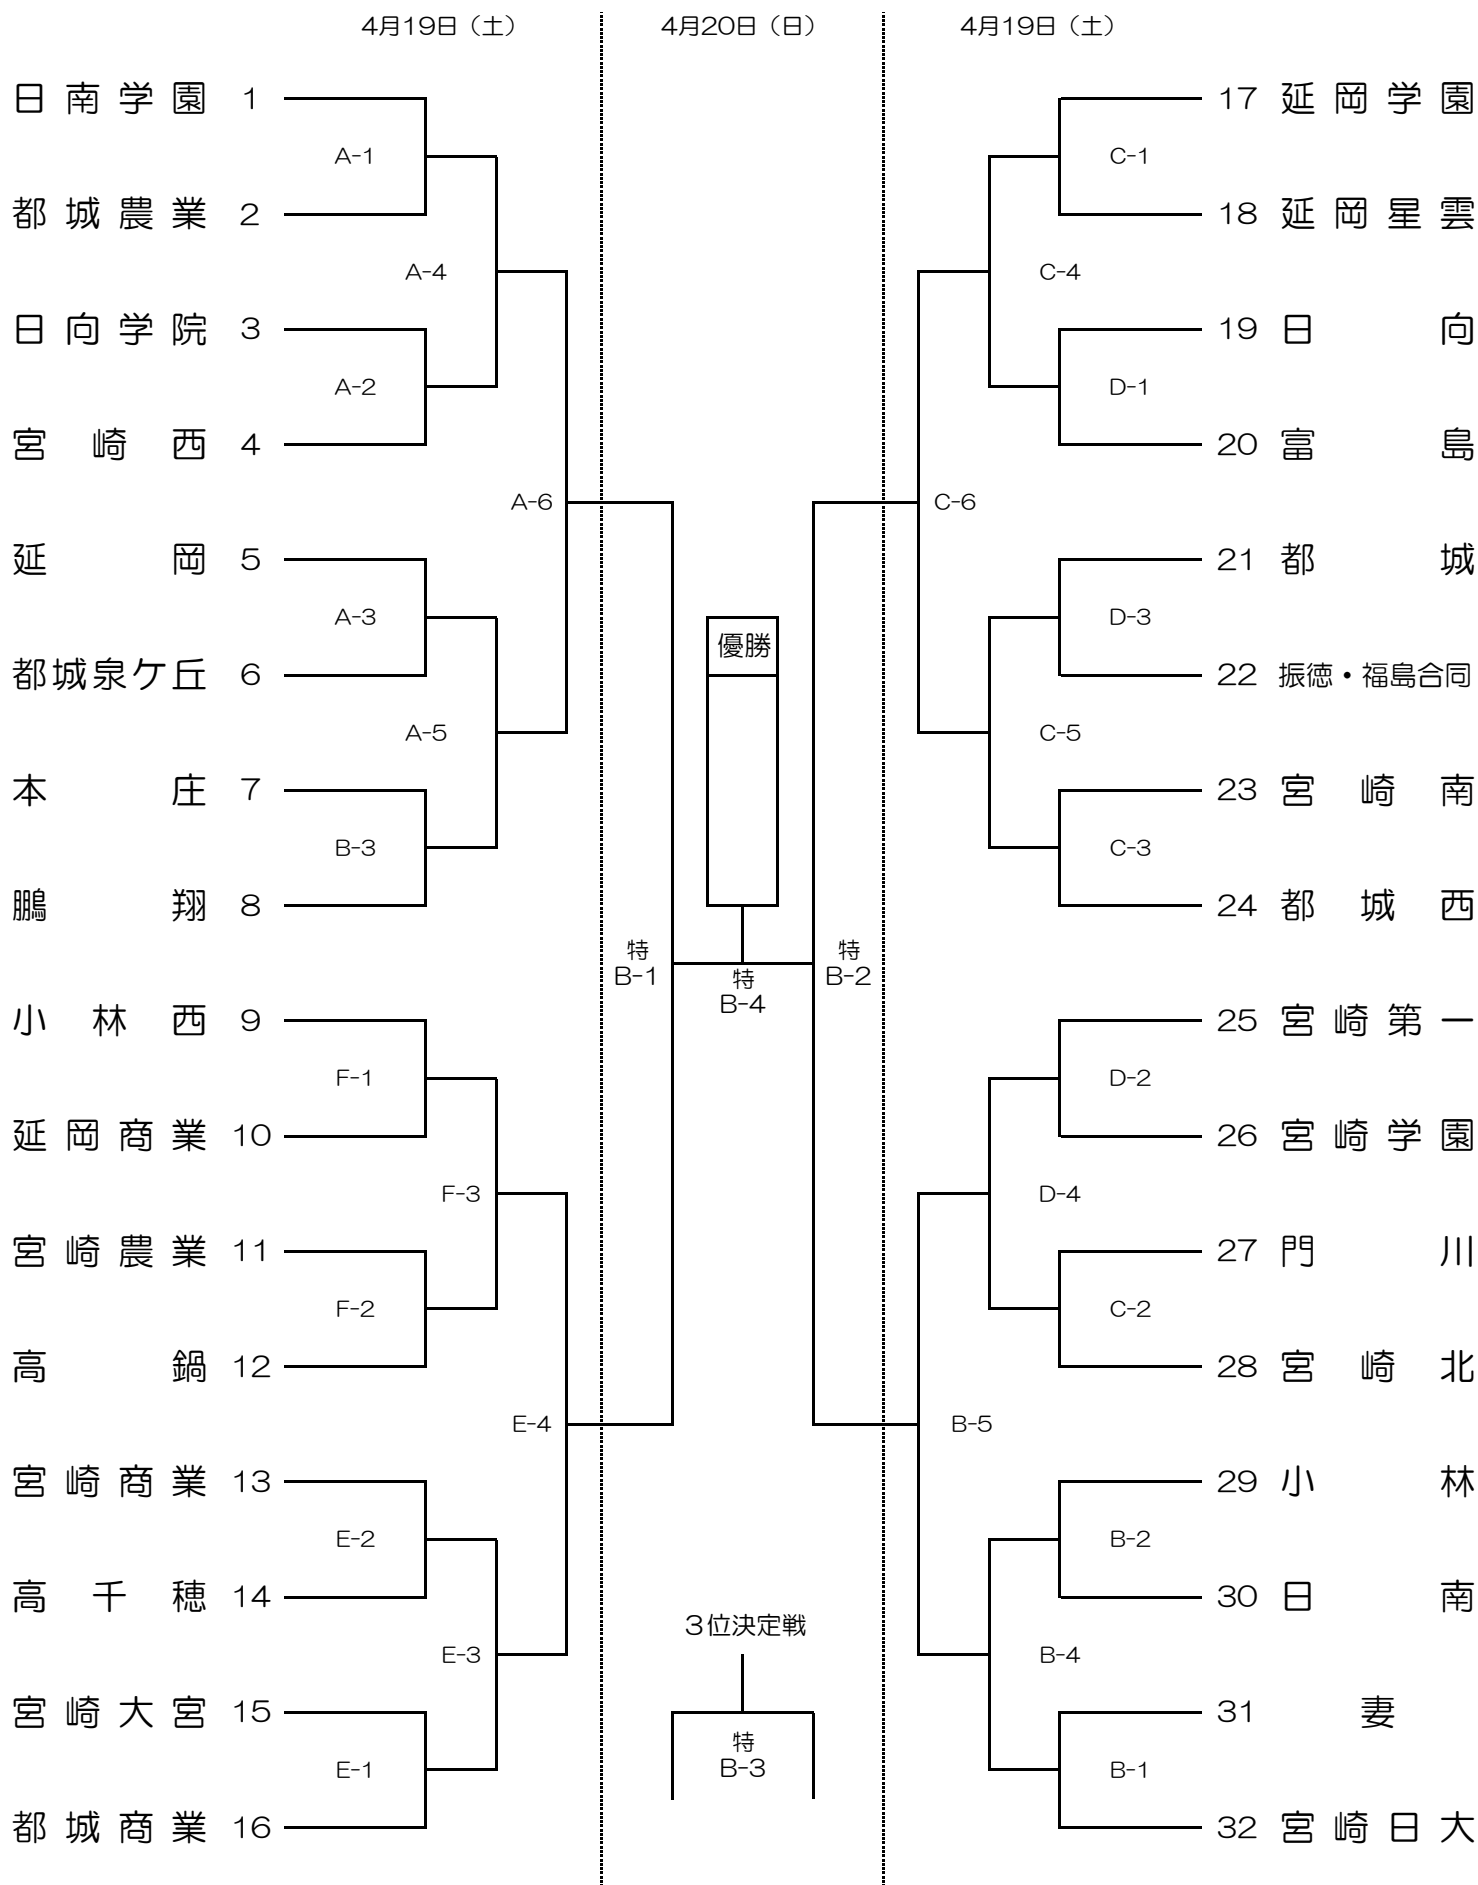 4月19日（土） 4月20日（日） 4月19日（土）
日南学園 1 17 延岡学園
A-1 C-1
都城農業 2 18 延岡星雲
A-4 C-4
日向学院 3 19 日向
A-2 D-1
宮崎西 4 20 富島
A-6 C-6
延岡 5 21 都城
A-3 D-3
優勝
都城泉ケ丘 6 22 振徳・福島合同
A-5 C-5
本庄 7 23 宮崎南
B-3 C-3
鵬翔 8 24 都城西
特 特
B-1 B-2
特
B-4
小林西 9 25 宮崎第一
F-1 D-2
延岡商業 10 26 宮崎学園
F-3 D-4
宮崎農業 11 27 門川
F-2 C-2
高鍋 12 28 宮崎北
E-4 B-5
宮崎商業 13 29 小林
E-2 B-2
高千穂 14 30 日南
3位決定戦
E-3 B-4
宮崎大宮 15 31 妻
特
B-3
E-1 B-1
都城商業 16 32 宮崎日大